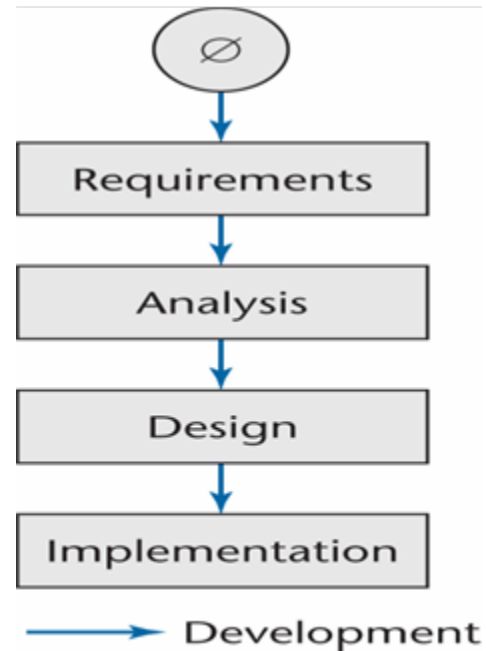 ∅
Requirements
Analysis
Design
Implementation
Development